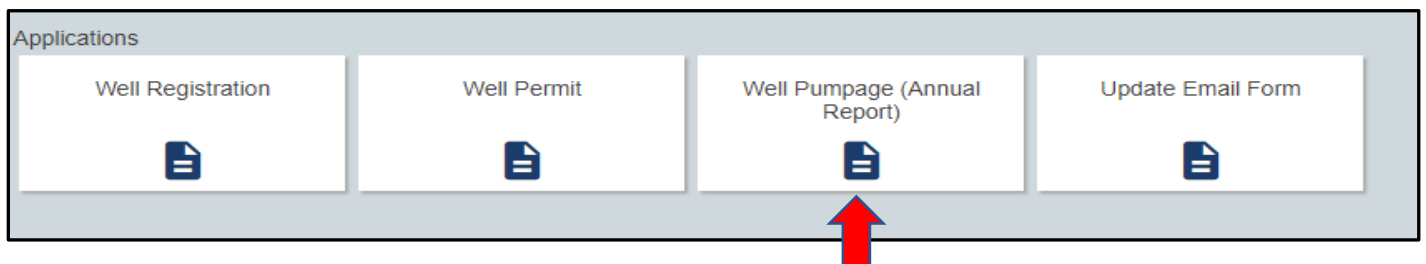 Applications
Well Registration
Well Permit
Well Pumpage (Annual
Report)
Update Email Form